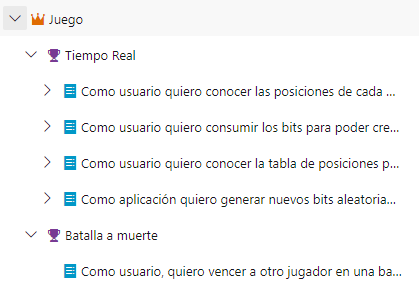 Juego
Tiempo Real
Como usuario quiero conocer las posiciones de cada ...
Como usuario quiero consumir los bits para poder cre...
Como usuario quiero conocer la tabla de posiciones p...
Como aplicación quiero generar nuevos bits aleatoria...
Batalla a muerte
Como usuario, quiero vencer a otro jugador en una ba...